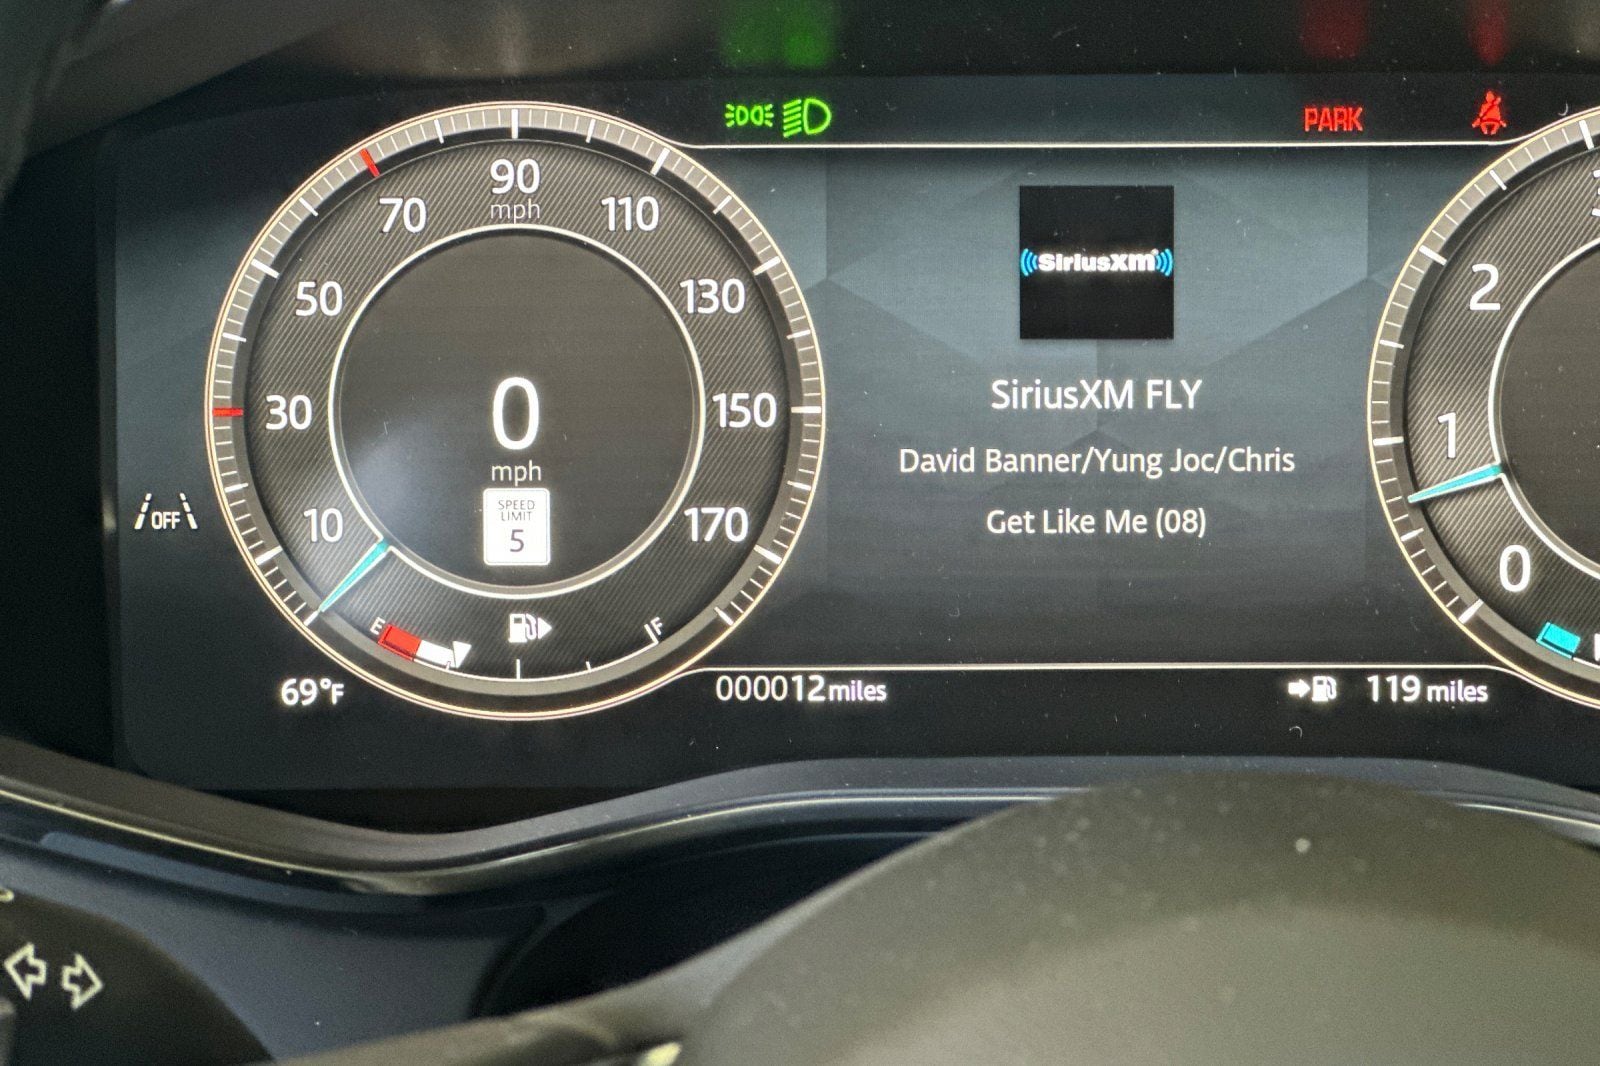 PARK
90
mph
70
110
50
130
30
150
10
170
0
mph
SPEED
LIMIT
5
E
F
OFF
69°F
000012 miles
SiriusXM
SiriusXM FLY
David Banner/Yung Joc/Chris
Get Like Me (08)
119 miles
2
1
0